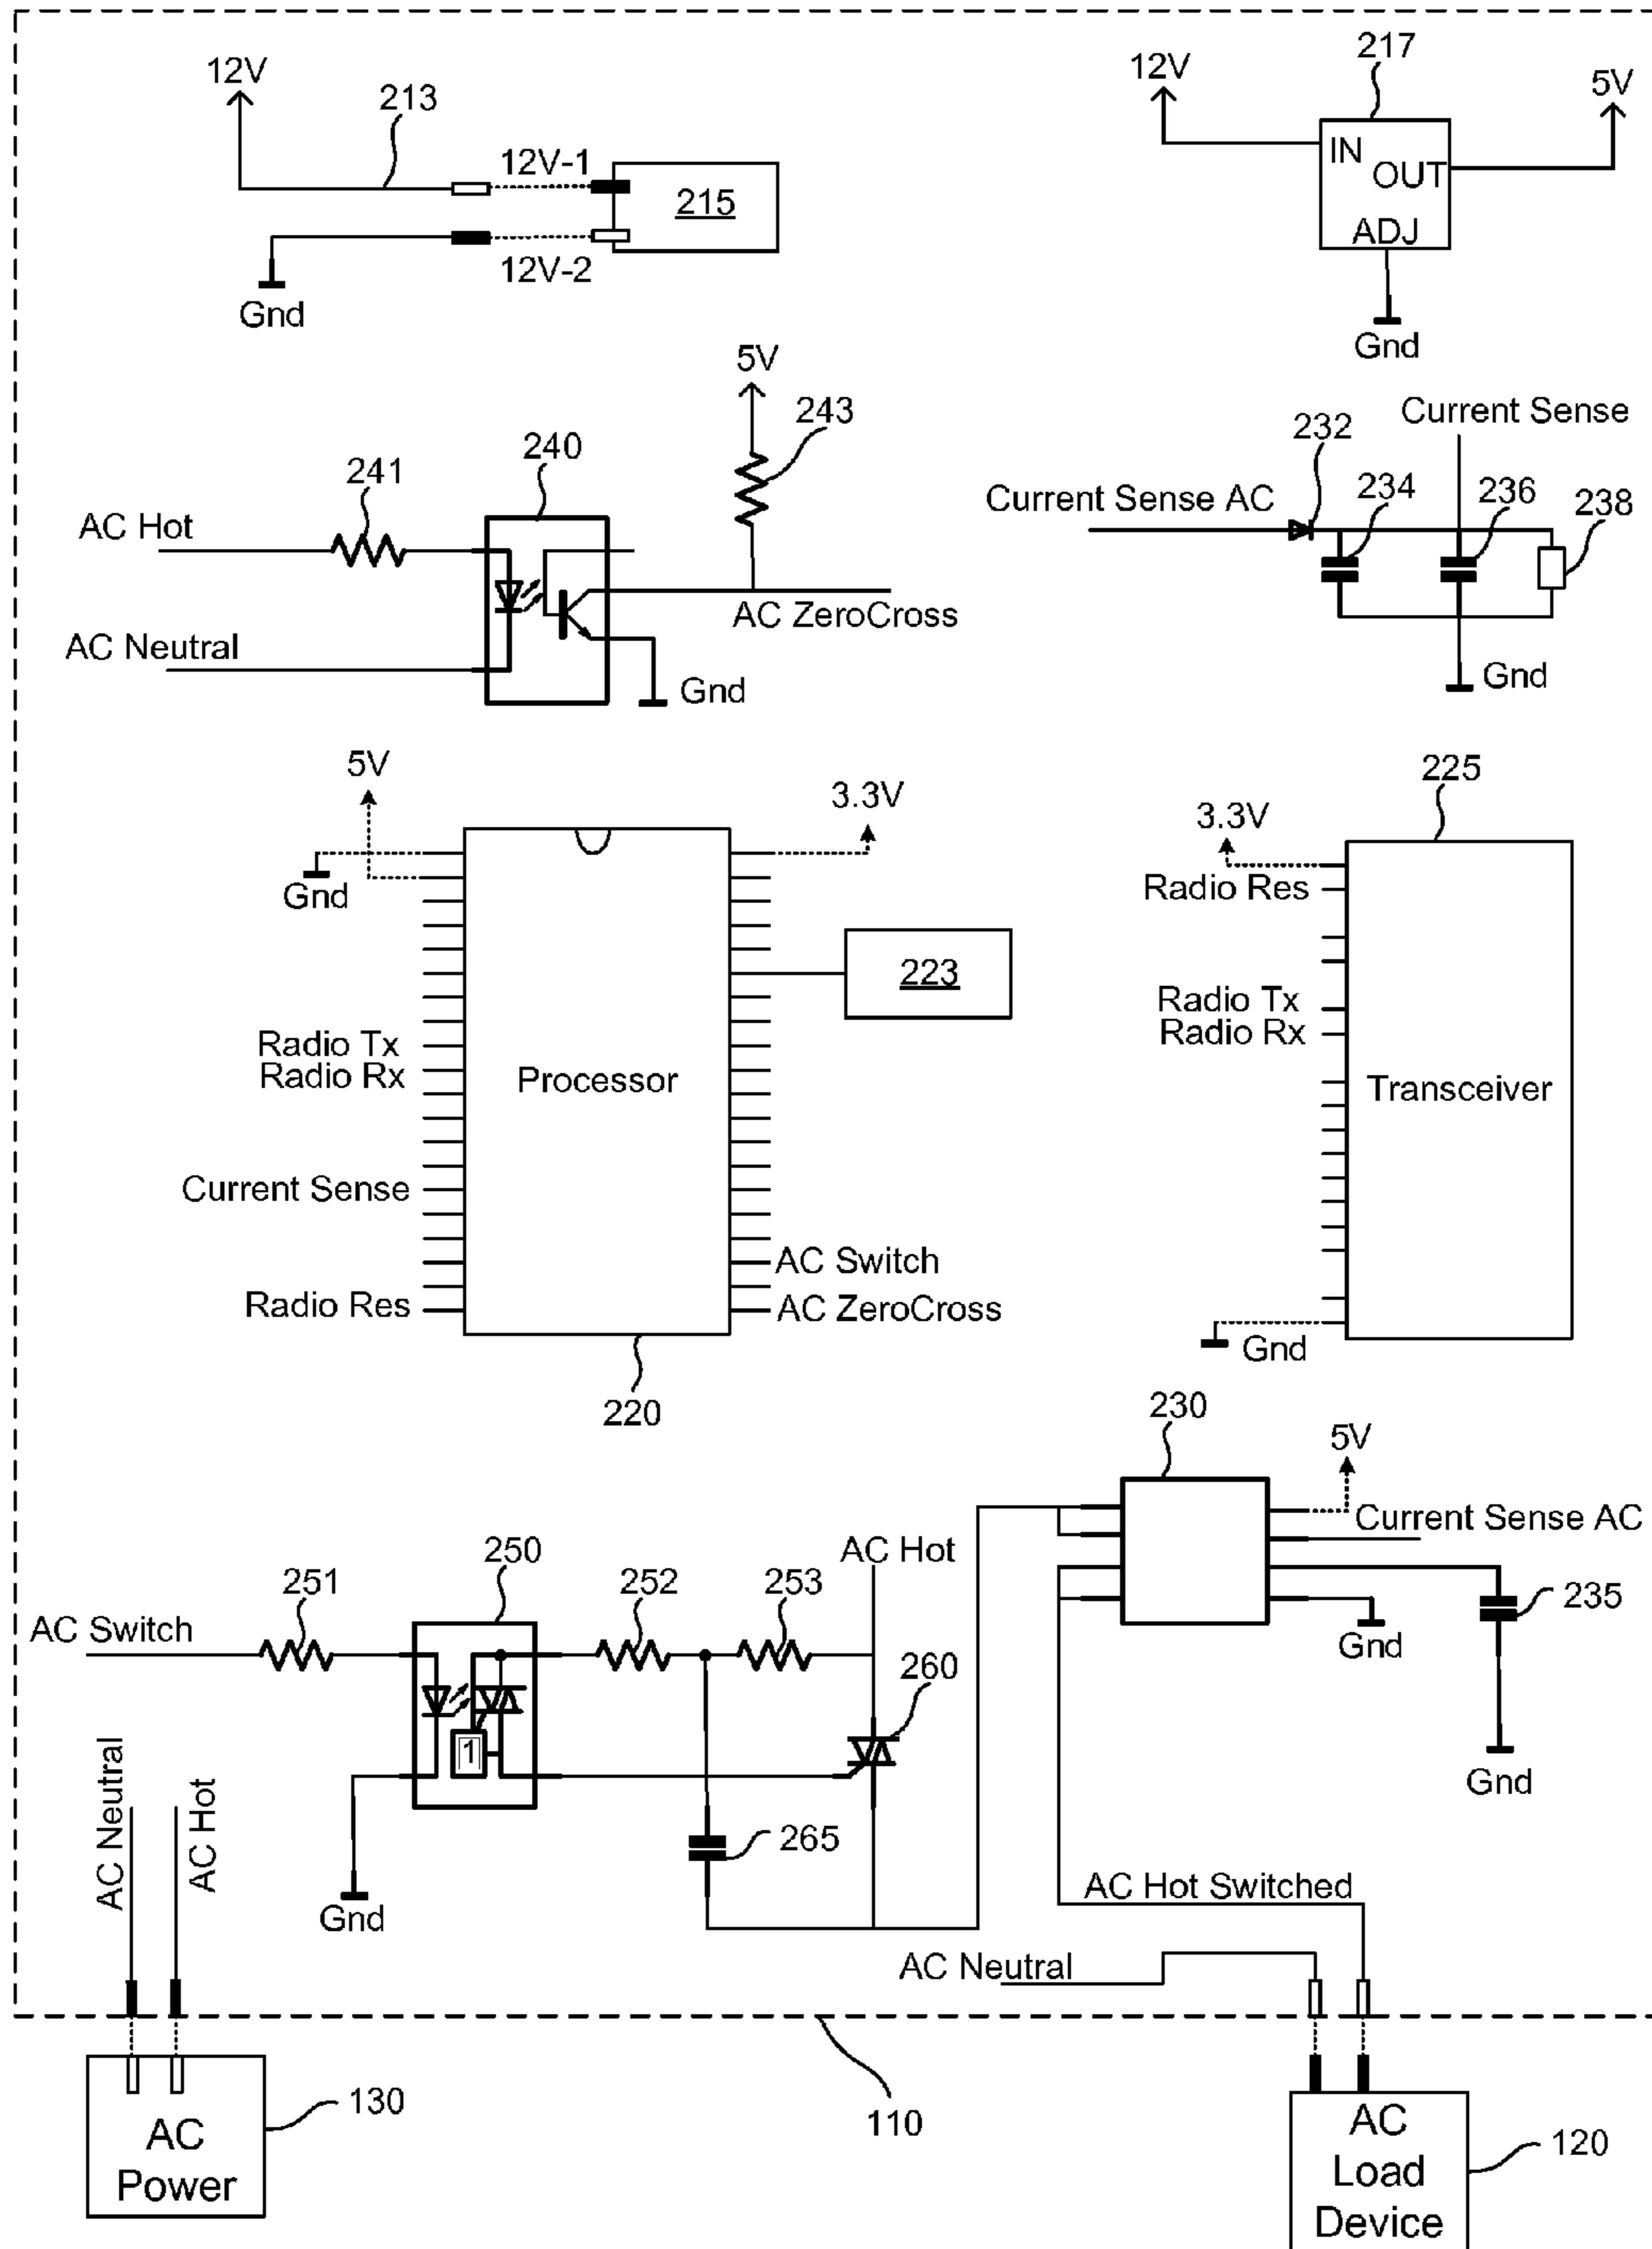 12V
213
12V-1
215
12V-2
Gnd
12V
217
5V
IN
OUT
ADJ
Gnd
5V
243
240
241
AC Hot
AC ZeroCross
AC Neutral
Gnd
Current Sense
232
Current Sense AC
234
236
238
Gnd
5V
3.3V
Gnd
223
Radio Tx
Radio Rx
Processor
Current Sense
AC Switch
Radio Res
AC ZeroCross
220
225
3.3V
Radio Res
Radio Tx
Radio Rx
Transceiver
Gnd
230
5V
Current Sense AC
235
Gnd
Gnd
250
AC Hot
251
252
253
AC Switch
260
1
265
Gnd
AC Neutral
AC Hot
AC Hot Switched
AC Neutral
130
AC
Power
110
AC
Load
Device
120